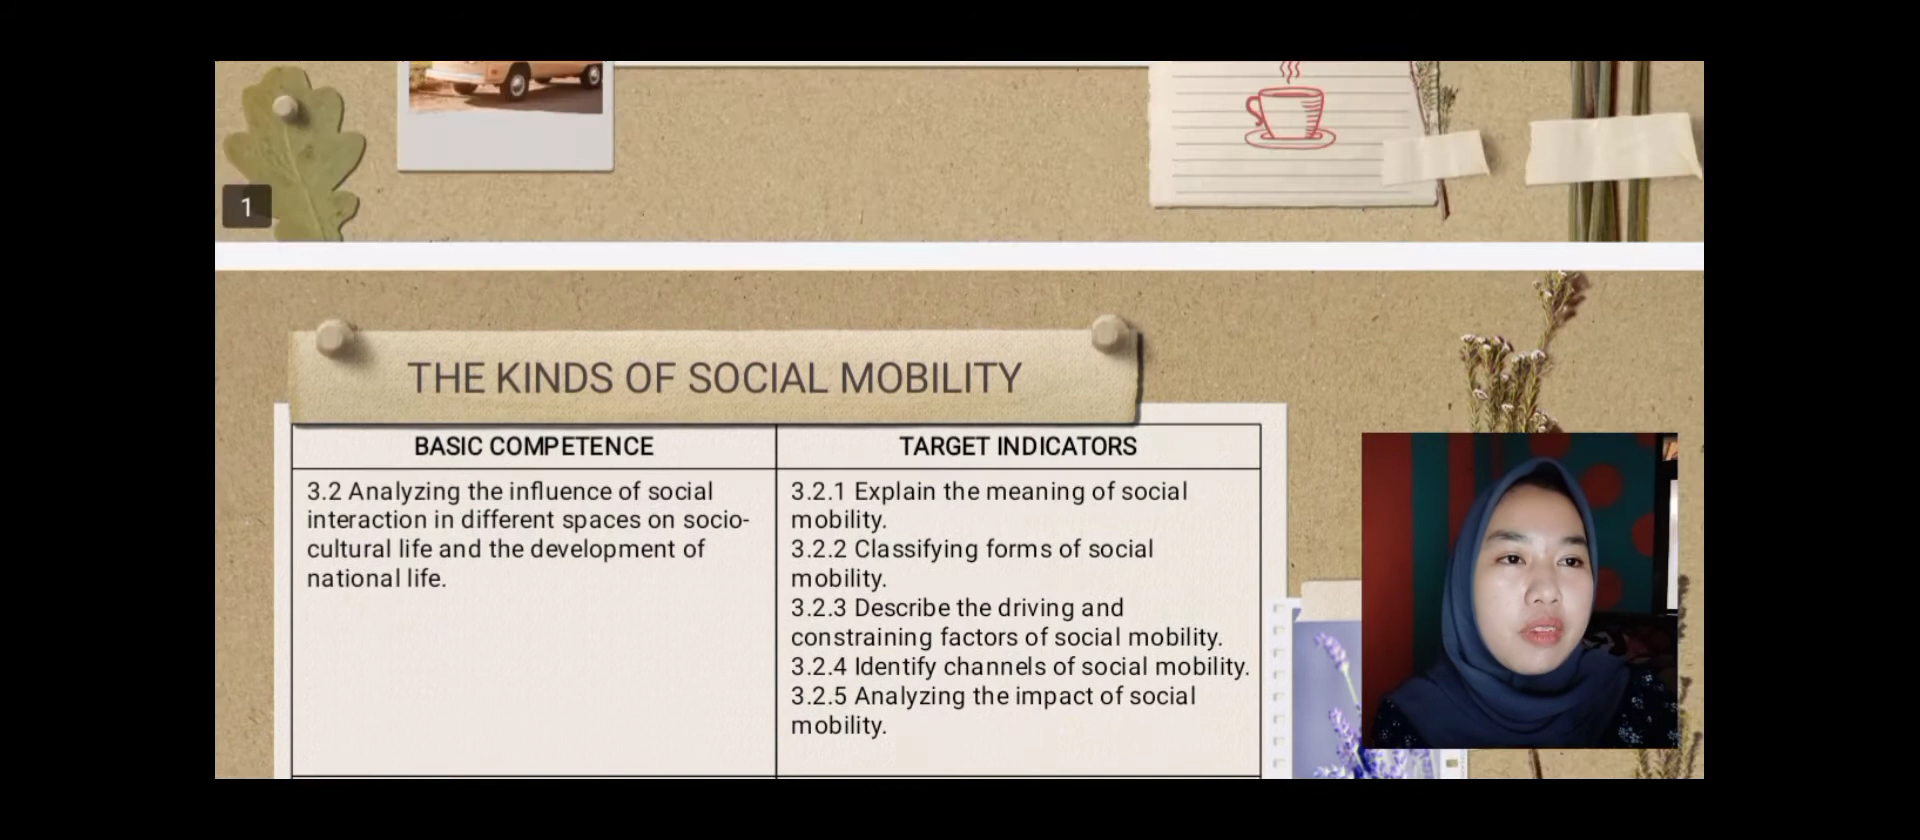 1
THE KINDS OF SOCIAL MOBILITY
BASIC COMPETENCE
TARGET INDICATORS
3.2 Analyzing the influence of social
interaction in different spaces on socio-
cultural life and the development of
national life.
3.2.1 Explain the meaning of social
mobility.
3.2.2 Classifying forms of social
mobility.
3.2.3 Describe the driving and
constraining factors of social mobility.
3.2.4 Identify channels of social mobility.
3.2.5 Analyzing the impact of social
mobility.